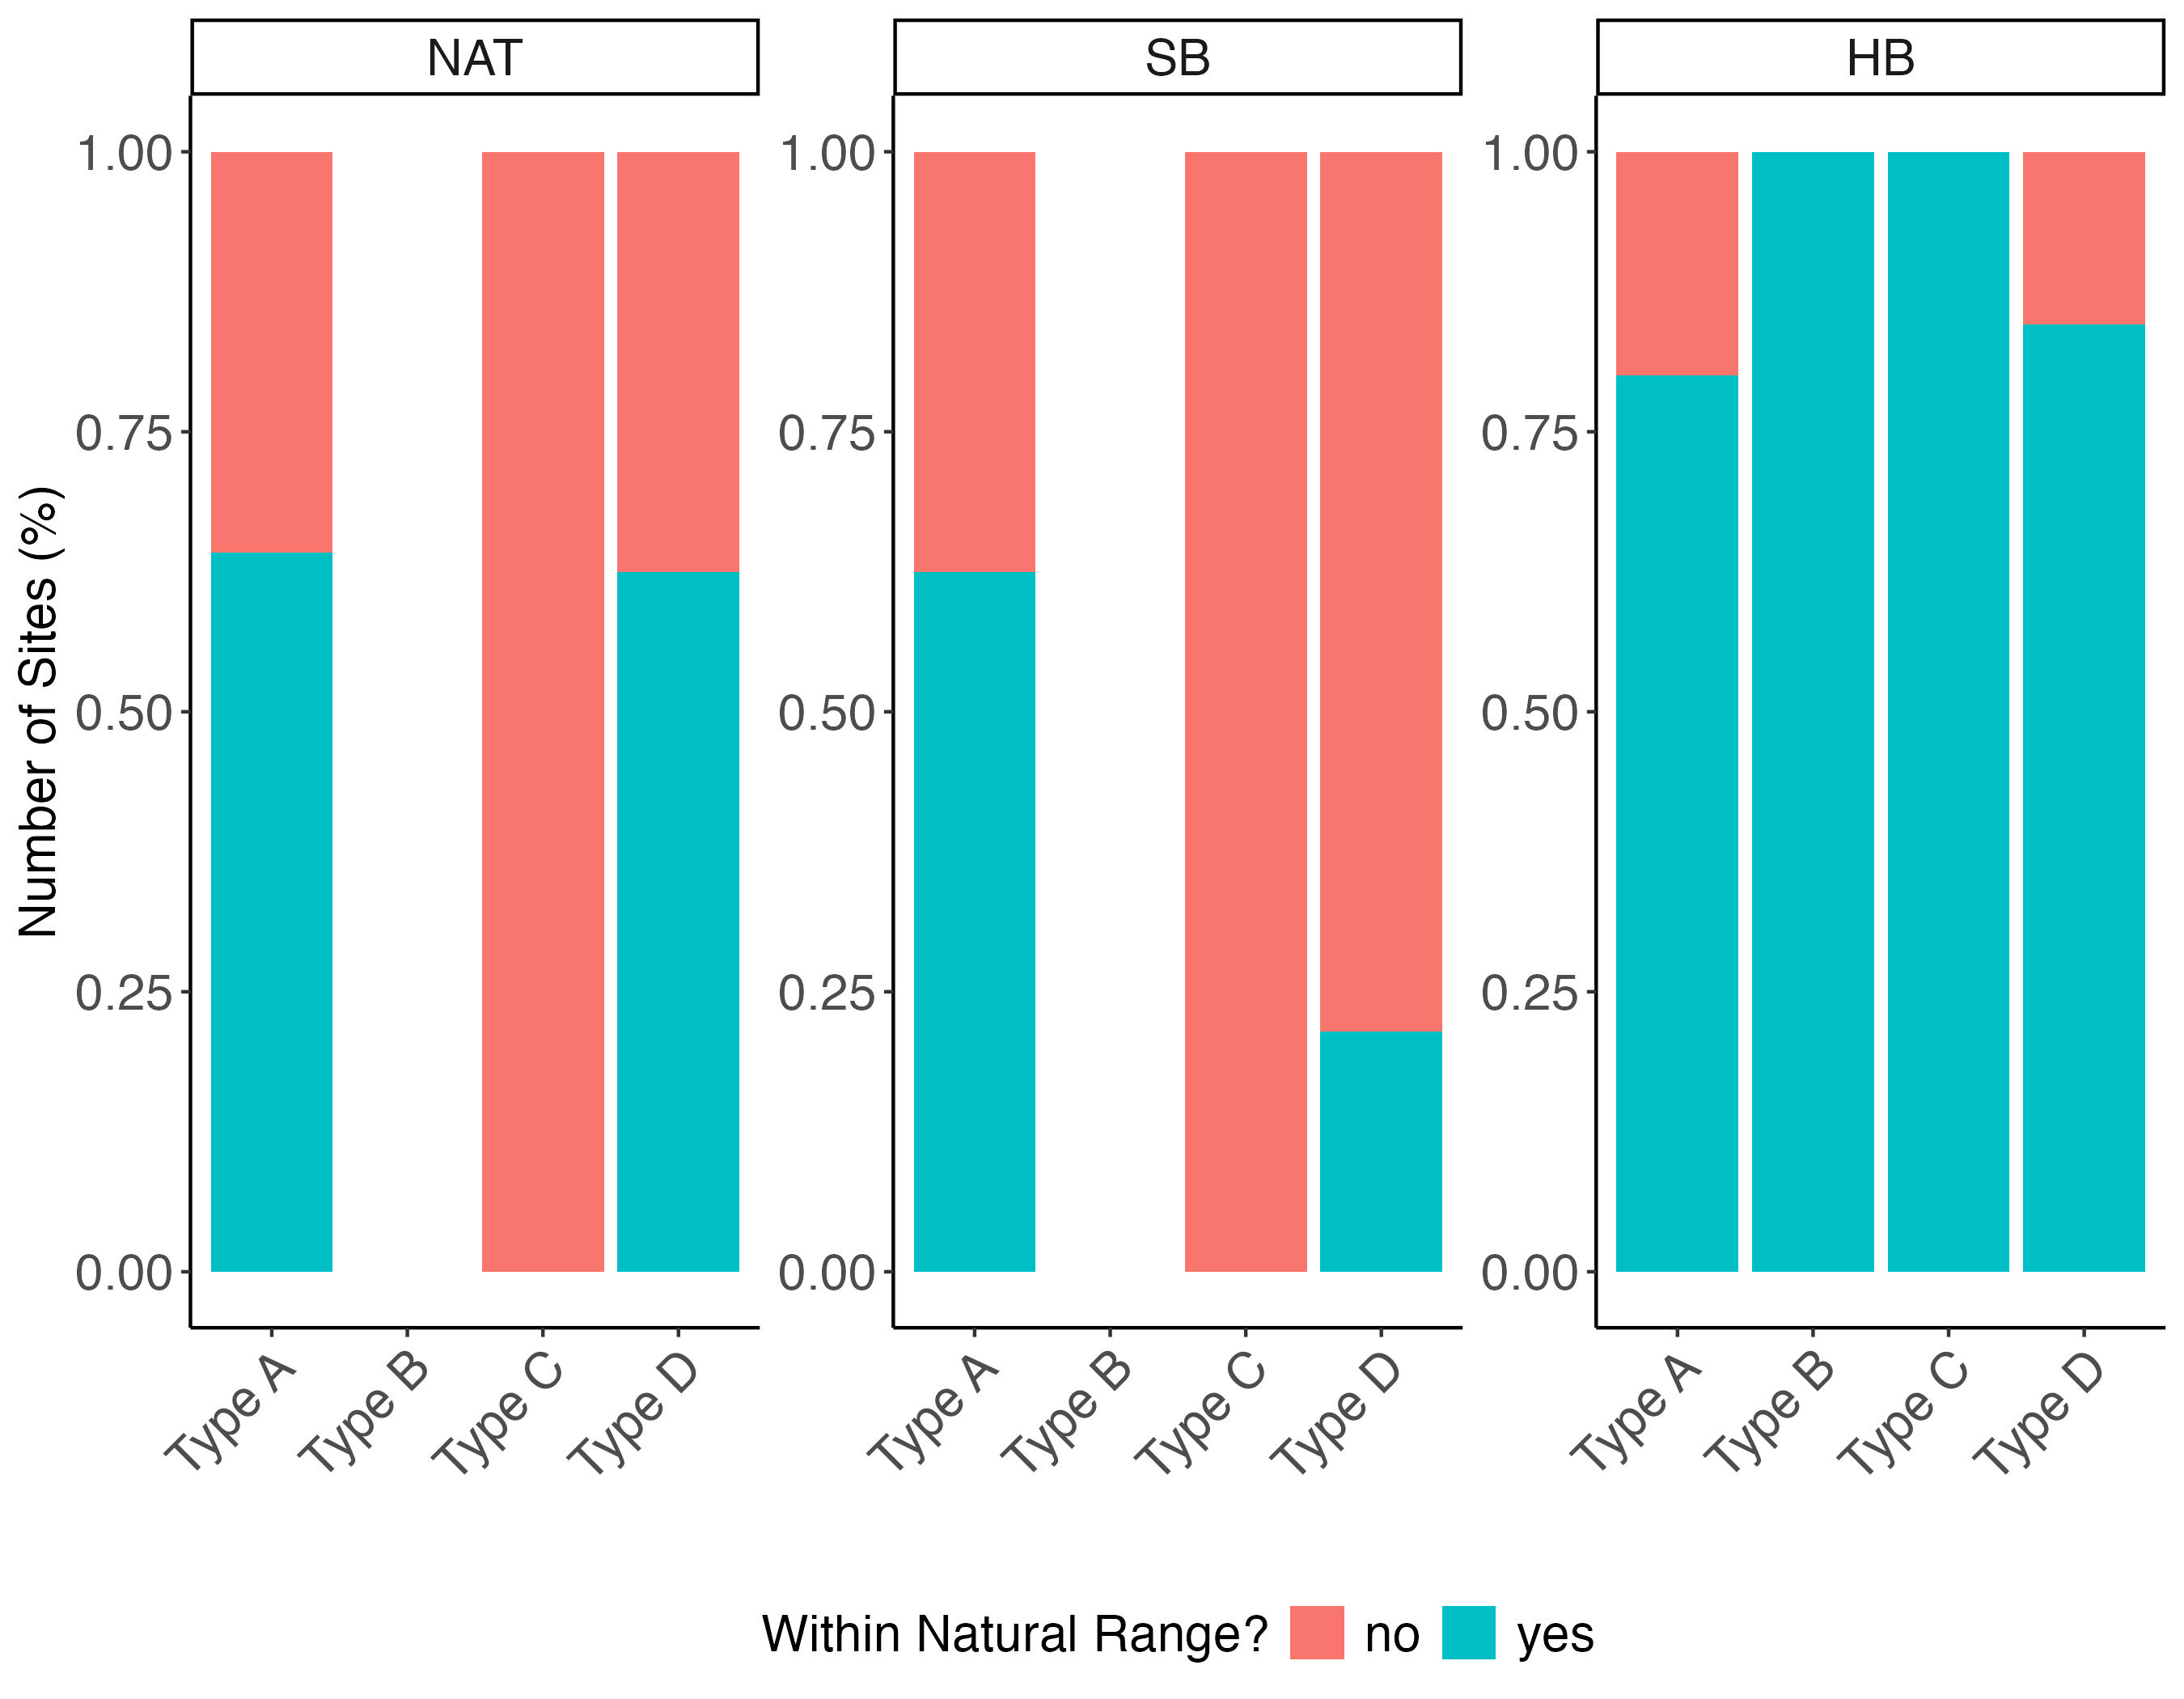 NAT SB HB
1.00 1.00 1.00
0.75 0.75 0.75
0.50 0.50 0.50
0.25 0.25 0.25
0.00 0.00 0.00
Number of Sites (%)
Type A Type B Type C Type D Type A Type B Type C Type D Type A Type B Type C Type D
Within Natural Range? no yes